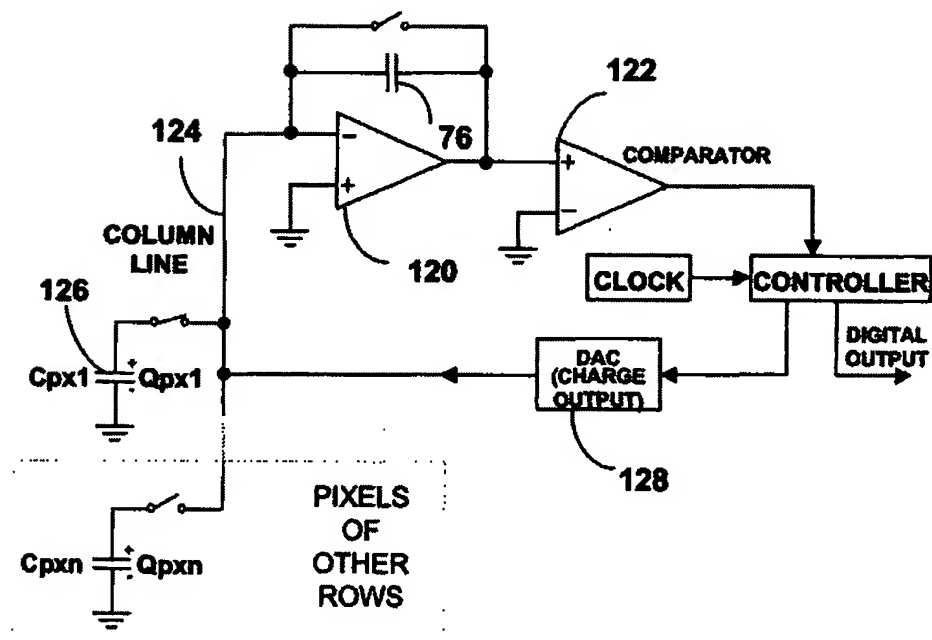 122
124
76
COMPARATOR
COLUMN
LINE
120
CLOCK
CONTROLLER
126
DIGITAL
OUTPUT
Cpx1
+
Qpx1
-
DAC
(CHARGE
OUTPUT)
128
PIXELS
OF
OTHER
ROWS
Cpxn
+
Qpxn
-